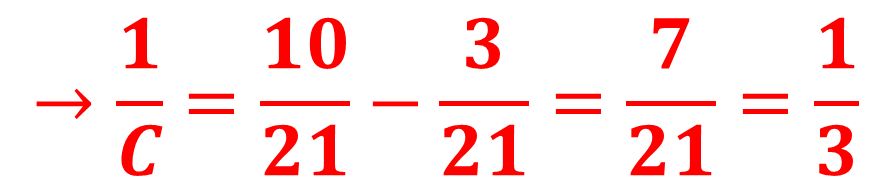 → 1/C = 10/21 − 3/21 = 7/21 = 1/3